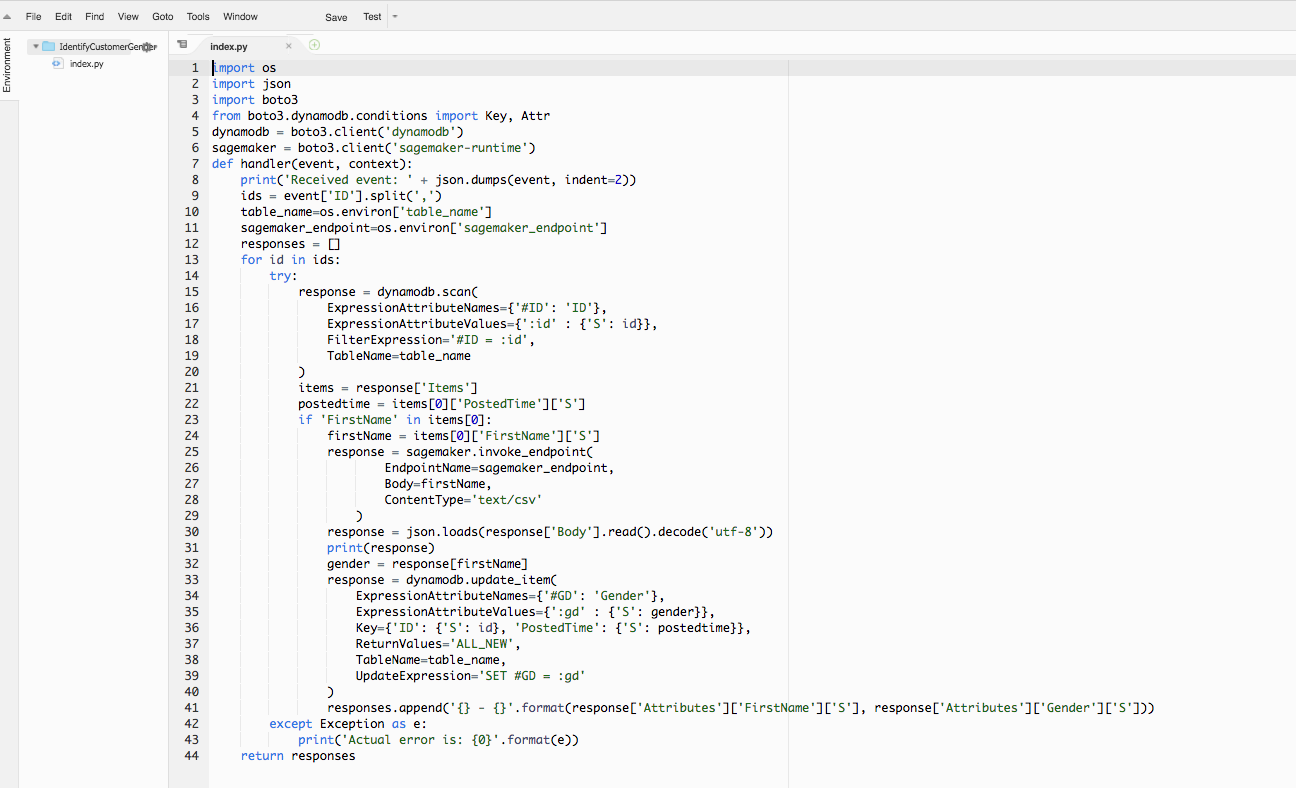 File Edit Find View Goto Tools Window Save Test
Environment
IdentifyCustomerGender
index.py
index.py
1 import os
2 import json
3 import boto3
4 from boto3.dynamodb.conditions import Key, Attr
5 dynamodb = boto3.client('dynamodb')
6 sagemaker = boto3.client('sagemaker-runtime')
7 def handler(event, context):
8     print('Received event: ' + json.dumps(event, indent=2))
9     ids = event['ID'].split(',')
10     table_name=os.environ['table_name']
11     sagemaker_endpoint=os.environ['sagemaker_endpoint']
12     responses = []
13     for id in ids:
14         try:
15             response = dynamodb.scan(
16                 ExpressionAttributeNames={'#ID': 'ID'},
17                 ExpressionAttributeValues={':id' : {'S': id}},
18                 FilterExpression='#ID = :id',
19                 TableName=table_name
20             )
21             items = response['Items']
22             postedtime = items[0]['PostedTime']['S']
23             if 'FirstName' in items[0]:
24                 firstName = items[0]['FirstName']['S']
25                 response = sagemaker.invoke_endpoint(
26                         EndpointName=sagemaker_endpoint,
27                         Body=firstName,
28                         ContentType='text/csv'
29                     )
30                 response = json.loads(response['Body'].read().decode('utf-8'))
31                 print(response)
32                 gender = response[firstName]
33                 response = dynamodb.update_item(
34                     ExpressionAttributeNames={'#GD': 'Gender'},
35                     ExpressionAttributeValues={':gd' : {'S': gender}},
36                     Key={'ID': {'S': id}, 'PostedTime': {'S': postedtime}},
37                     ReturnValues='ALL_NEW',
38                     TableName=table_name,
39                     UpdateExpression='SET #GD = :gd'
40                 )
41                 responses.append('{} - {}'.format(response['Attributes']['FirstName']['S'], response['Attributes']['Gender']['S']))
42         except Exception as e:
43             print('Actual error is: {0}'.format(e))
44     return responses